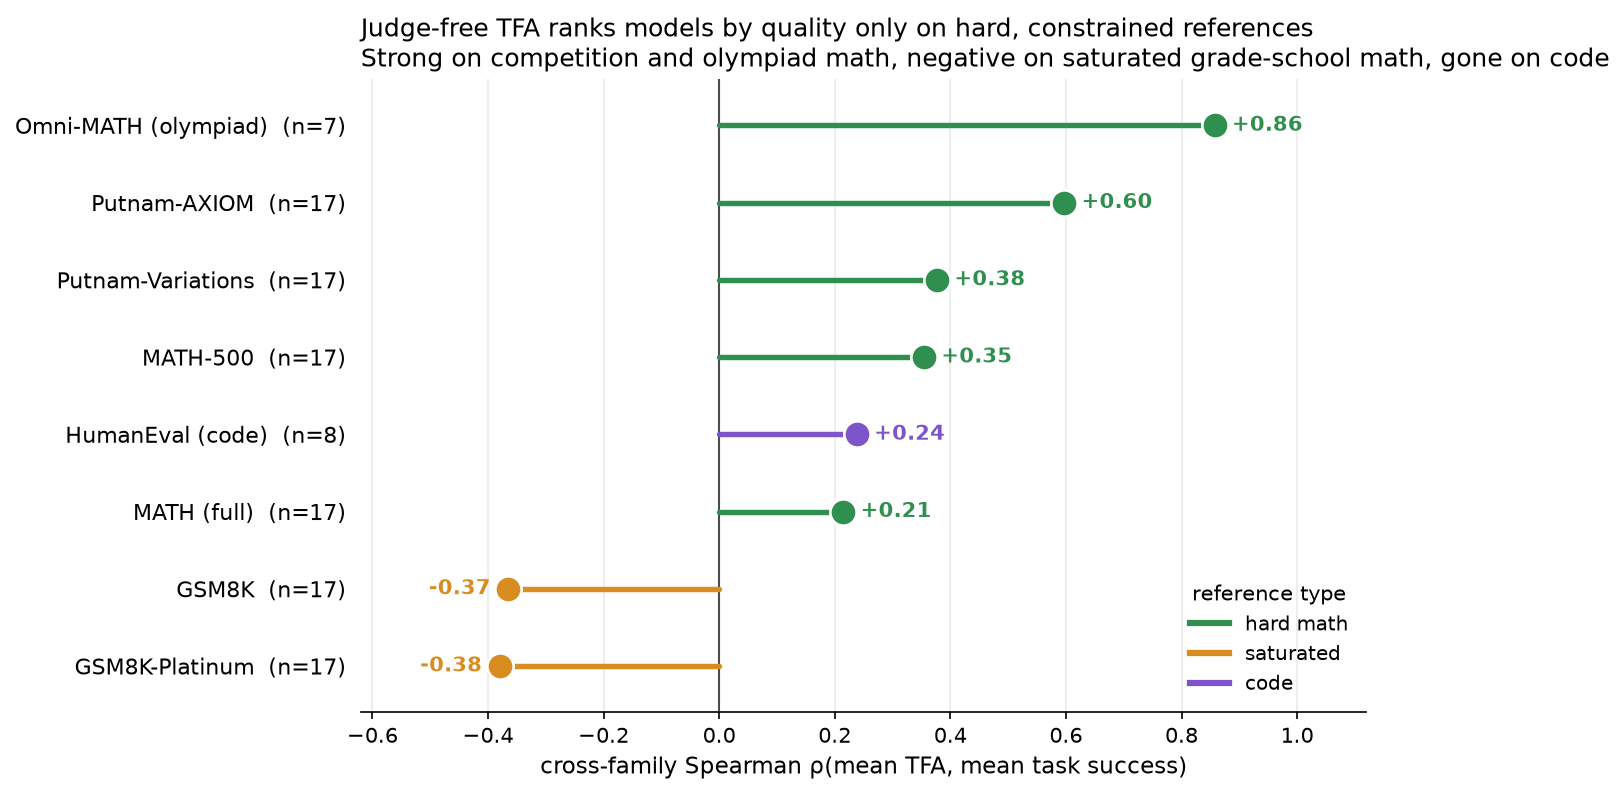 Judge-free TFA ranks models by quality only on hard, constrained references
Strong on competition and olympiad math, negative on saturated grade-school math, gone on code
Omni-MATH (olympiad) (n=7)
+0.86
Putnam-AXIOM (n=17)
+0.60
Putnam-Variations (n=17)
+0.38
MATH-500 (n=17)
+0.35
HumanEval (code) (n=8)
+0.24
MATH (full) (n=17)
+0.21
GSM8K (n=17)
-0.37
GSM8K-Platinum (n=17)
-0.38
reference type
hard math
saturated
code
−0.6 −0.4 −0.2 0.0 0.2 0.4 0.6 0.8 1.0
cross-family Spearman ρ(mean TFA, mean task success)